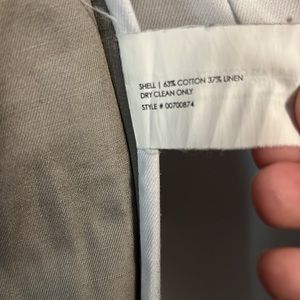 SHELL | 63% COTTON 37% LINEN
DRY CLEAN ONLY
STYLE # 00700874